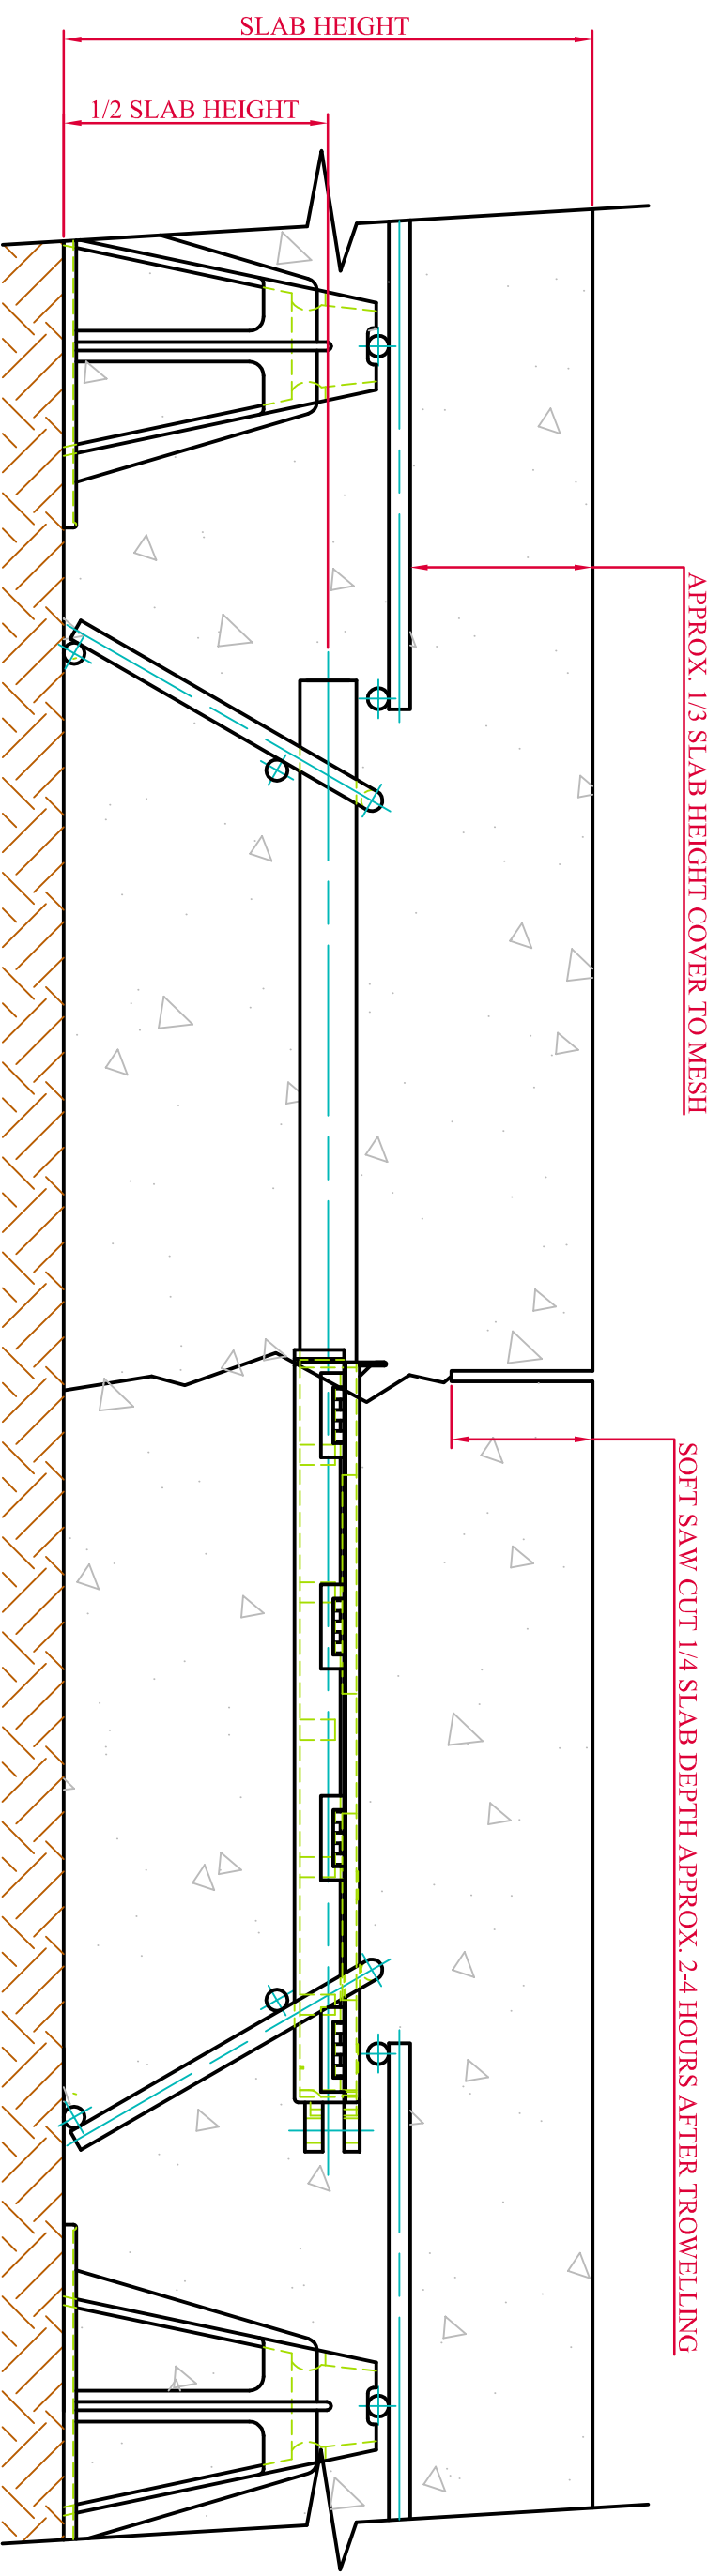 SLAB HEIGHT
1/2 SLAB HEIGHT
APPROX. 1/3 SLAB HEIGHT COVER TO MESH
SOFT SAW CUT 1/4 SLAB DEPTH APPROX. 2-4 HOURS AFTER TROWELLING